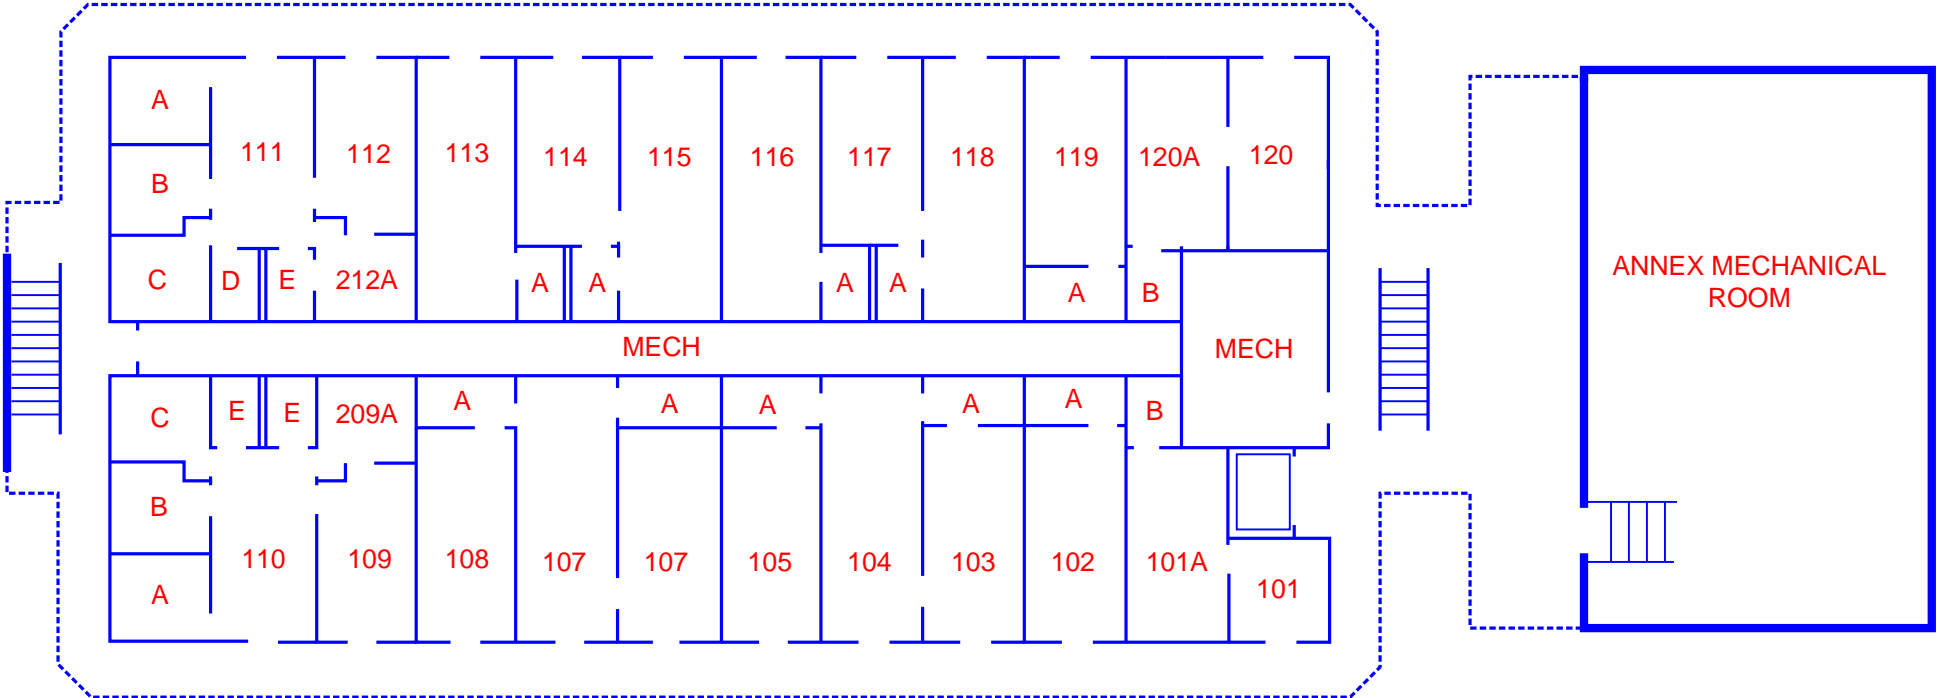 A
B
C
111
112
113
114
115
116
117
118
119
120A
120
D
E
212A
A
A
A
A
A
B
MECH
MECH
ANNEX MECHANICAL
ROOM
C
E
E
209A
A
A
A
A
A
B
B
A
110
109
108
107
107
105
104
103
102
101A
101